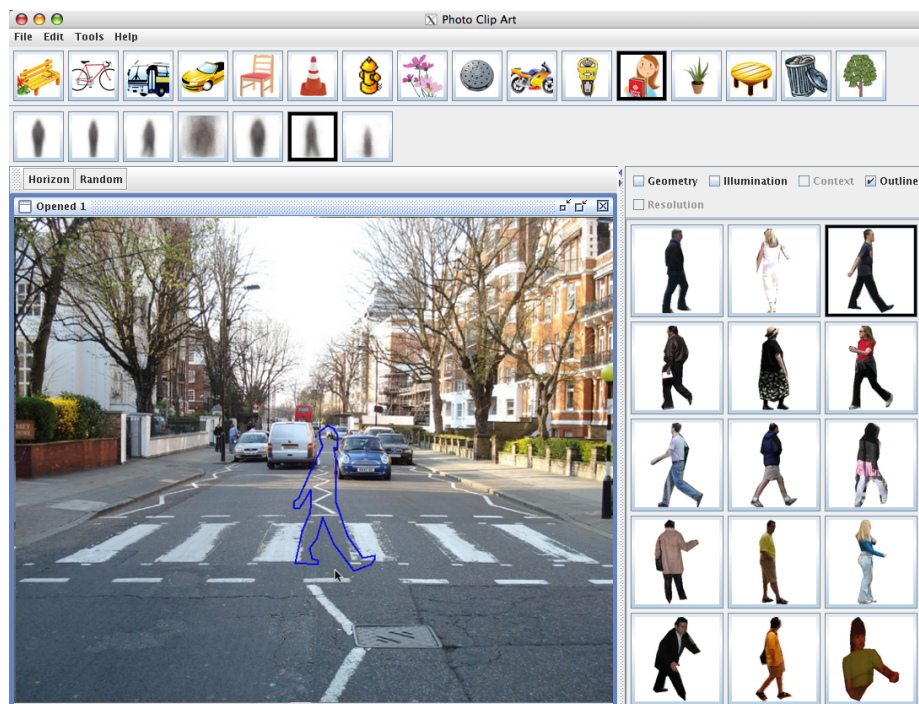 Photo Clip Art
File Edit Tools Help
Horizon Random
Geometry Illumination Context Outline
Resolution
Opened 1